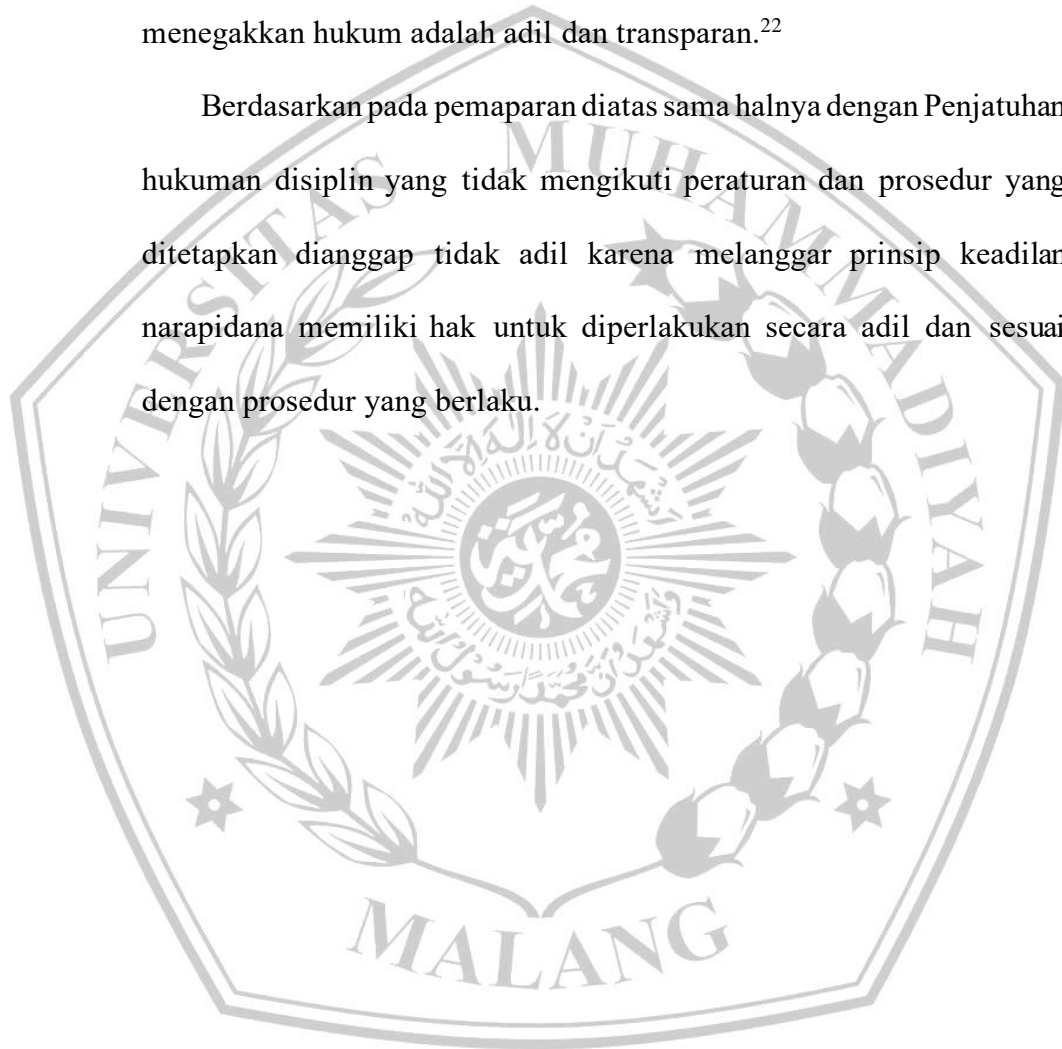 menegakkan hukum adalah adil dan transparan.22
Berdasarkan pada pemaparan diatas sama halnya dengan Penjatuhan
hukuman disiplin yang tidak mengikuti peraturan dan prosedur yang
ditetapkan dianggap tidak adil karena melanggar prinsip keadilan
narapidana memiliki hak untuk diperlakukan secara adil dan sesuai
dengan prosedur yang berlaku.
UNIVERSITAS MUHAMMADIYAH
MALANG